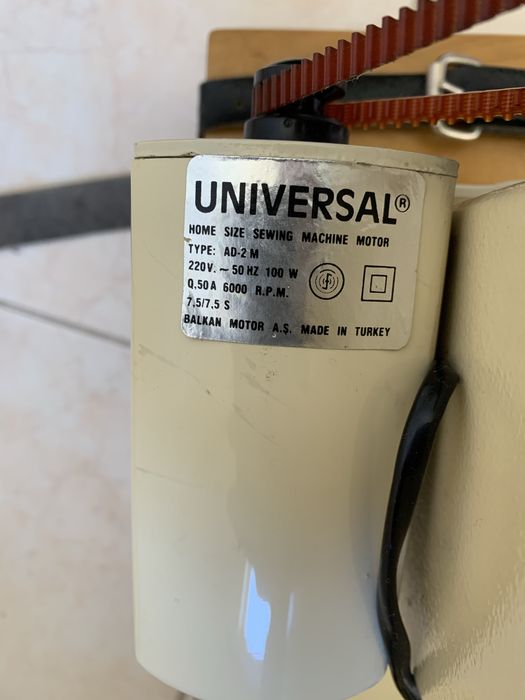 UNIVERSAL®
HOME SIZE SEWING MACHINE MOTOR
TYPE: AD-2 M
220V. ~ 50 HZ 100 W
0,50A 6000 R.P.M.
7,5/7,5 S
BALKAN MOTOR A.S. MADE IN TURKEY